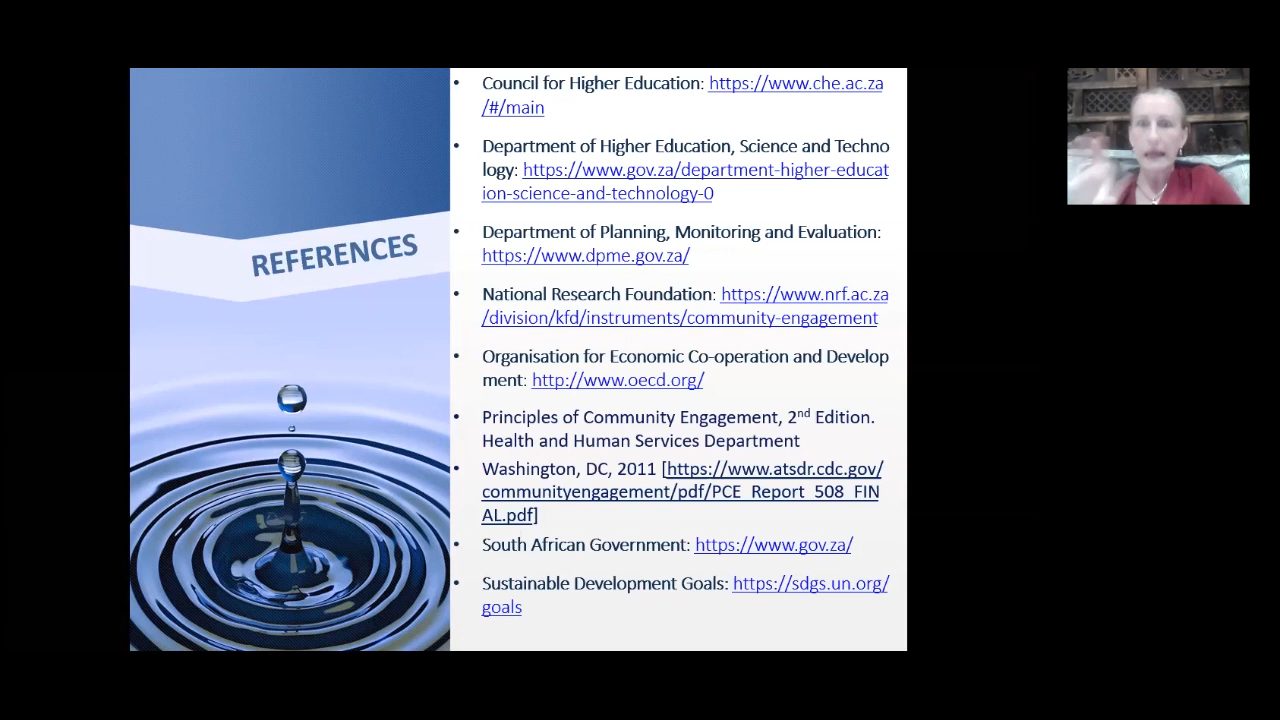 REFERENCES
• Council for Higher Education: https://www.che.ac.za
/#/main
• Department of Higher Education, Science and Techno
logy: https://www.gov.za/department-higher-educat
ion-science-and-technology-0
• Department of Planning, Monitoring and Evaluation:
https://www.dpme.gov.za/
• National Research Foundation: https://www.nrf.ac.za
/division/kfd/instruments/community-engagement
• Organisation for Economic Co-operation and Develop
ment: http://www.oecd.org/
• Principles of Community Engagement, 2nd Edition.
Health and Human Services Department
• Washington, DC, 2011 [https://www.atsdr.cdc.gov/
communityengagement/pdf/PCE_Report_508_FIN
AL.pdf]
• South African Government: https://www.gov.za/
• Sustainable Development Goals: https://sdgs.un.org/
goals